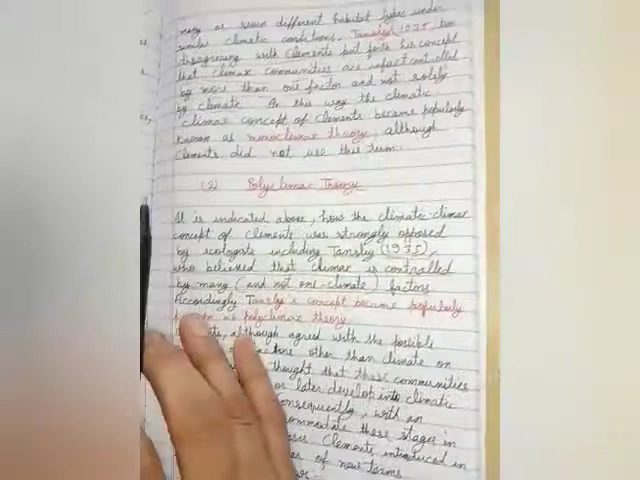 many as seven different habitat types under
similar climatic conditions. Tansley 1935 too
disagreeing with Clements put forth his concept
that climax communities are infact controlled
by more than one factor and not solely
by climate In this way the climatic
climax concept of Clements became popularly
known as monoclimax theory, although
Clements did not use this term.
(2) Polyclimax Theory
It is indicated above, how the climatic-climax
concept of Clements was strongly opposed
by ecologists including Tansley (1935),
who believed that climax is controlled
by many (and not one-climate) factors
Accordingly Tansley's concept became popularly
as polyclimax theory
although agreed with the
other than climate on
thought that these communities
or later develop into climatic
Consequently, with an
these stages in
Clements introduced in
of new terms